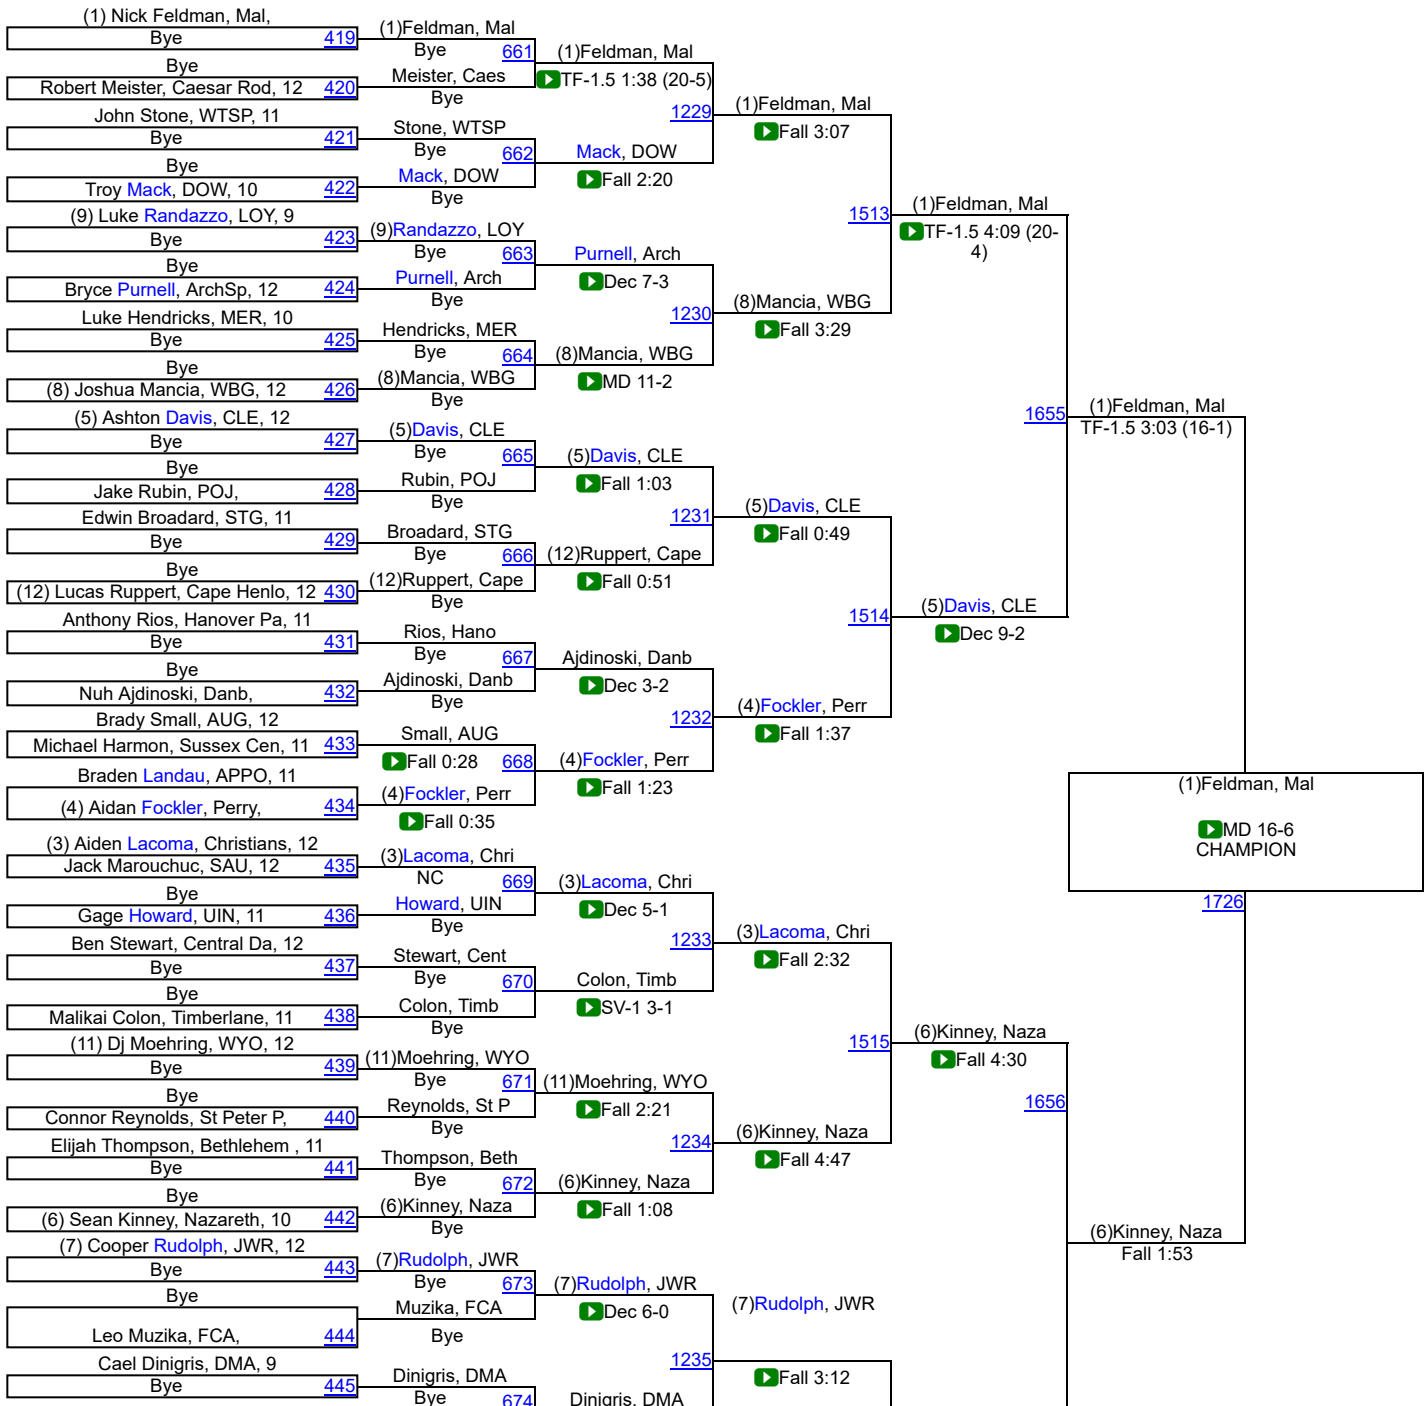 (1) Nick Feldman, Mal,
Bye 419
Bye
Robert Meister, Caesar Rod, 12 420
John Stone, WTSP, 11
Bye 421
Bye
Troy Mack, DOW, 10 422
(9) Luke Randazzo, LOY, 9
Bye 423
Bye
Bryce Purnell, ArchSp, 12 424
Luke Hendricks, MER, 10
Bye 425
Bye
(8) Joshua Mancia, WBG, 12 426
(5) Ashton Davis, CLE, 12
Bye 427
Bye
Jake Rubin, POJ, 428
Edwin Broadard, STG, 11
Bye 429
Bye
(12) Lucas Ruppert, Cape Henlo, 12 430
Anthony Rios, Hanover Pa, 11
Bye 431
Bye
Nuh Ajdinoski, Danb, 432
Brady Small, AUG, 12
Michael Harmon, Sussex Cen, 11 433
Braden Landau, APPO, 11
(4) Aidan Fockler, Perry, 434
(3) Aiden Lacoma, Christians, 12
Jack Marouchuc, SAU, 12 435
Bye
Gage Howard, UIN, 11 436
Ben Stewart, Central Da, 12
Bye 437
Bye
Malikai Colon, Timberlane, 11 438
(11) Dj Moehring, WYO, 12
Bye 439
Bye
Connor Reynolds, St Peter P, 440
Elijah Thompson, Bethlehem , 11
Bye 441
Bye
(6) Sean Kinney, Nazareth, 10 442
(7) Cooper Rudolph, JWR, 12
Bye 443
Bye
Leo Muzika, FCA, 444
Cael Dinigris, DMA, 9
Bye 445
(1)Feldman, Mal
Bye 661
Meister, Caes
Bye
Stone, WTSP
Bye 662
Mack, DOW
Bye
(9)Randazzo, LOY
Bye 663
Purnell, Arch
Bye
Hendricks, MER
Bye 664
(8)Mancia, WBG
Bye
(5)Davis, CLE
Bye 665
Rubin, POJ
Bye
Broadard, STG
Bye 666
(12)Ruppert, Cape
Bye
Rios, Hano
Bye 667
Ajdinoski, Danb
Bye
Small, AUG
Fall 0:28 668
(4)Fockler, Perr
Fall 0:35
(3)Lacoma, Chri
NC 669
Howard, UIN
Bye
Stewart, Cent
Bye 670
Colon, Timb
Bye
(11)Moehring, WYO
Bye 671
Reynolds, St P
Bye
Thompson, Beth
Bye 672
(6)Kinney, Naza
Bye
(7)Rudolph, JWR
Bye 673
Muzika, FCA
Bye
Dinigris, DMA
Bye 674
(1)Feldman, Mal
TF-1.5 1:38 (20-5)
1229
Mack, DOW
Fall 2:20
Purnell, Arch
Dec 7-3
1230
(8)Mancia, WBG
MD 11-2
(5)Davis, CLE
Fall 1:03
1231
(12)Ruppert, Cape
Fall 0:51
Ajdinoski, Danb
Dec 3-2
1232
(4)Fockler, Perr
Fall 1:23
(3)Lacoma, Chri
Dec 5-1
1233
Colon, Timb
SV-1 3-1
(11)Moehring, WYO
Fall 2:21
1234
(6)Kinney, Naza
Fall 1:08
(7)Rudolph, JWR
Dec 6-0
1235
Dinigris, DMA
(1)Feldman, Mal
Fall 3:07
1513
(8)Mancia, WBG
Fall 3:29
(5)Davis, CLE
Fall 0:49
1514
(4)Fockler, Perr
Fall 1:37
(3)Lacoma, Chri
Fall 2:32
1515
(6)Kinney, Naza
Fall 4:47
(7)Rudolph, JWR
Fall 3:12
(1)Feldman, Mal
TF-1.5 4:09 (20-
4)
1655
(5)Davis, CLE
Dec 9-2
(6)Kinney, Naza
Fall 4:30
1656
(1)Feldman, Mal
TF-1.5 3:03 (16-1)
(6)Kinney, Naza
Fall 1:53
(1)Feldman, Mal
MD 16-6
CHAMPION
1726